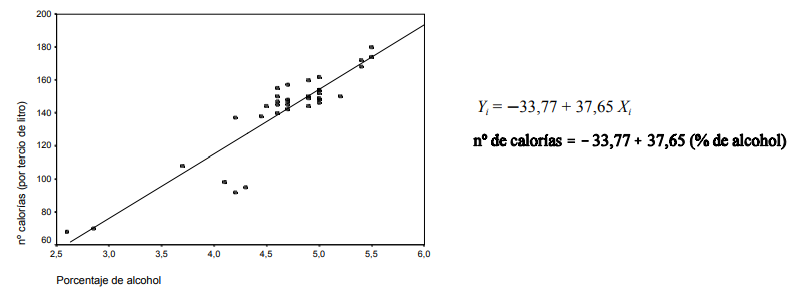 nº calorías (por tercio de litro)
200
180
160
140
120
100
80
60
2,5 3,0 3,5 4,0 4,5 5,0 5,5 6,0
Porcentaje de alcohol
Yi = −33,77 + 37,65 Xi
nº de calorías = − 33,77 + 37,65 (% de alcohol)